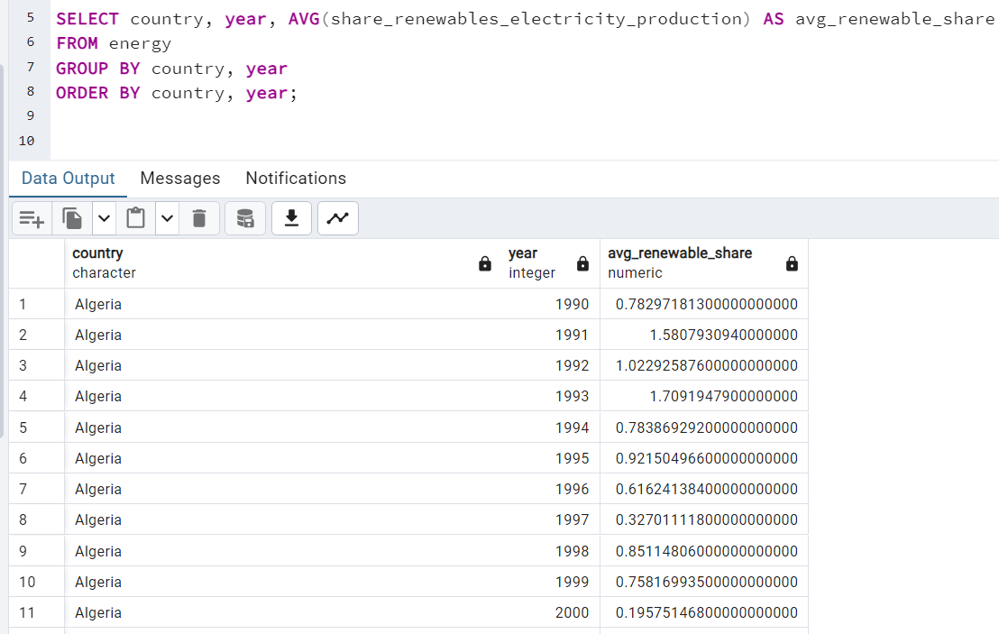 5 SELECT country, year, AVG(share_renewables_electricity_production) AS avg_renewable_share
6 FROM energy
7 GROUP BY country, year
8 ORDER BY country, year;
9
10
Data Output Messages Notifications
country year avg_renewable_share
character integer numeric
1 Algeria 1990 0.78297181300000000000
2 Algeria 1991 1.5807930940000000
3 Algeria 1992 1.02292587600000000000
4 Algeria 1993 1.7091947900000000
5 Algeria 1994 0.78386929200000000000
6 Algeria 1995 0.92150496600000000000
7 Algeria 1996 0.61624138400000000000
8 Algeria 1997 0.32701111800000000000
9 Algeria 1998 0.85114806000000000000
10 Algeria 1999 0.75816993500000000000
11 Algeria 2000 0.19575146800000000000